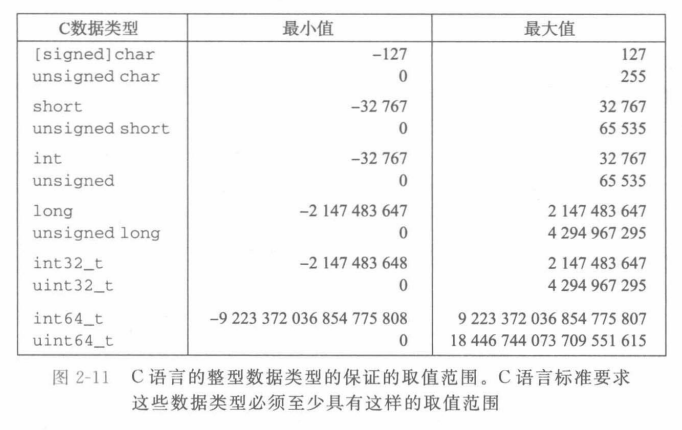 C数据类型 最小值 最大值
[signed]char −127 127
unsigned char 0 255
short −32 767 32 767
unsigned short 0 65 535
int −32 767 32 767
unsigned 0 65 535
long −2 147 483 647 2 147 483 647
unsigned long 0 4 294 967 295
int32_t −2 147 483 648 2 147 483 647
uint32_t 0 4 294 967 295
int64_t −9 223 372 036 854 775 808 9 223 372 036 854 775 807
uint64_t 0 18 446 744 073 709 551 615
图 2-11 C 语言的整型数据类型的保证的取值范围。C 语言标准要求
这些数据类型必须至少具有这样的取值范围